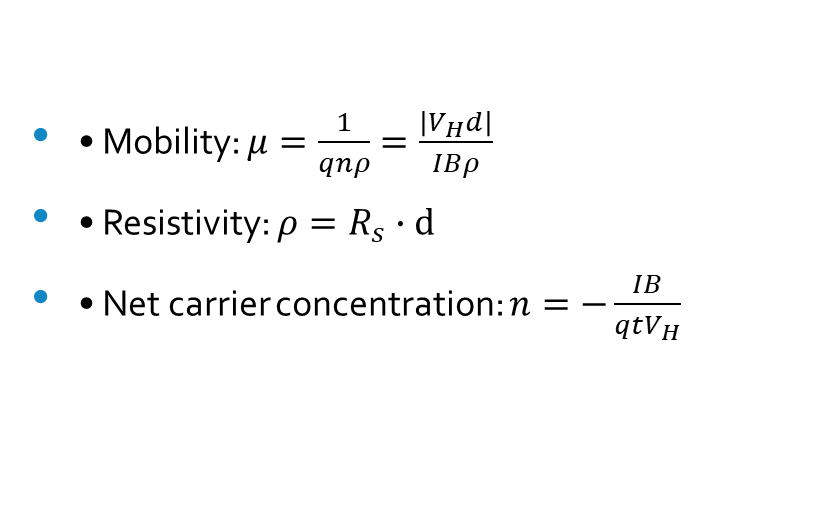 • Mobility: μ = 1/(qnρ) = |V_H d|/(IBρ)
• Resistivity: ρ = R_s · d
• Net carrier concentration: n = − IB/(qtV_H)